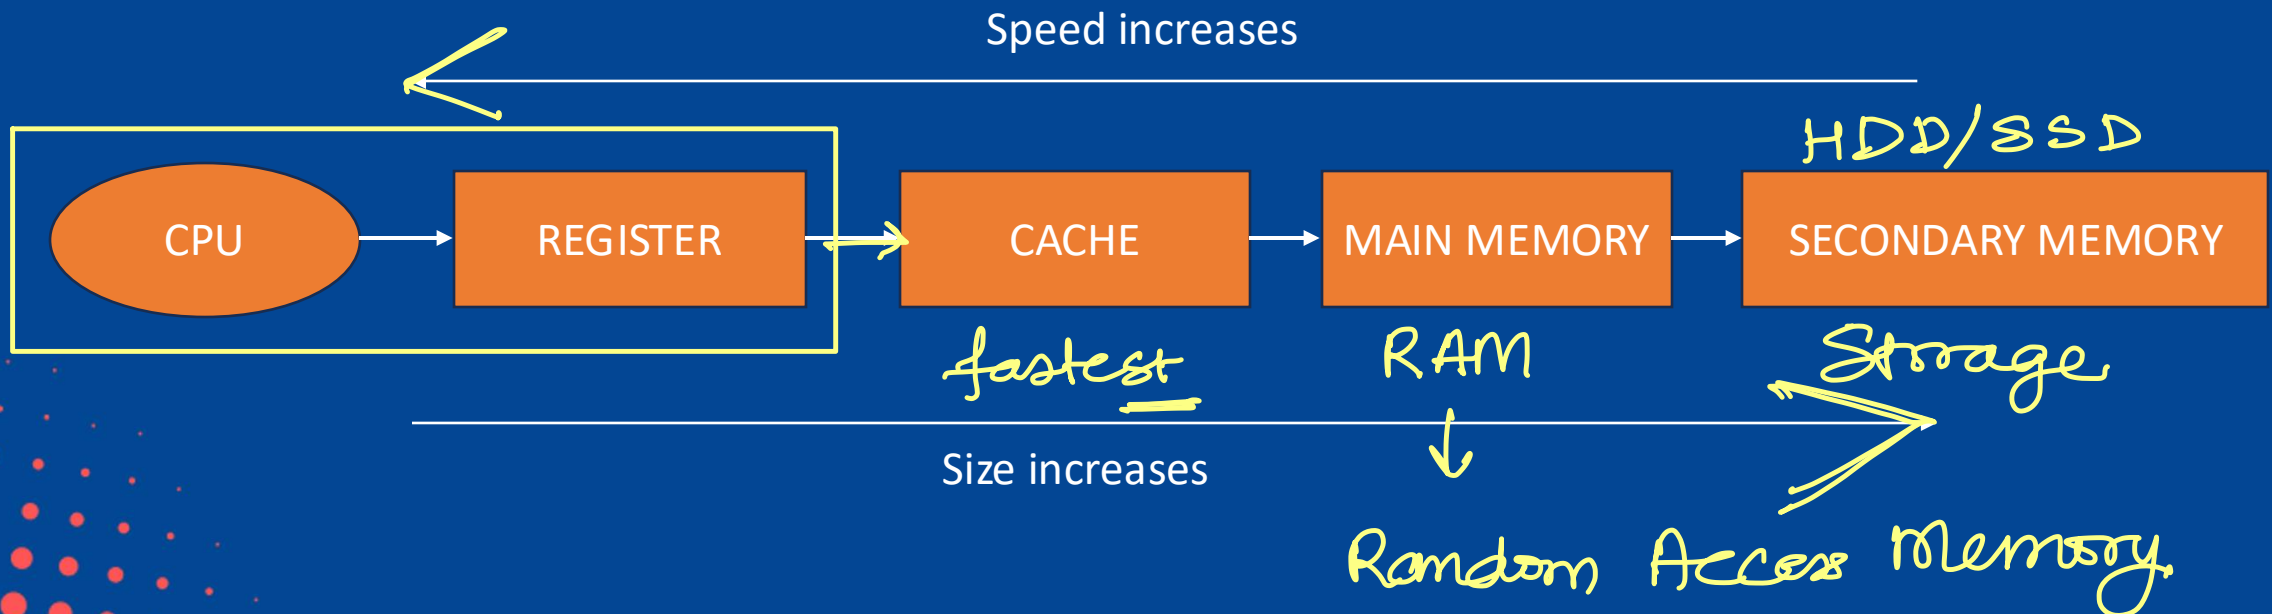 Speed increases
HDD/SSD
CPU
REGISTER
CACHE
MAIN MEMORY
SECONDARY MEMORY
fastest
RAM
Storage
Size increases
Random Access Memory